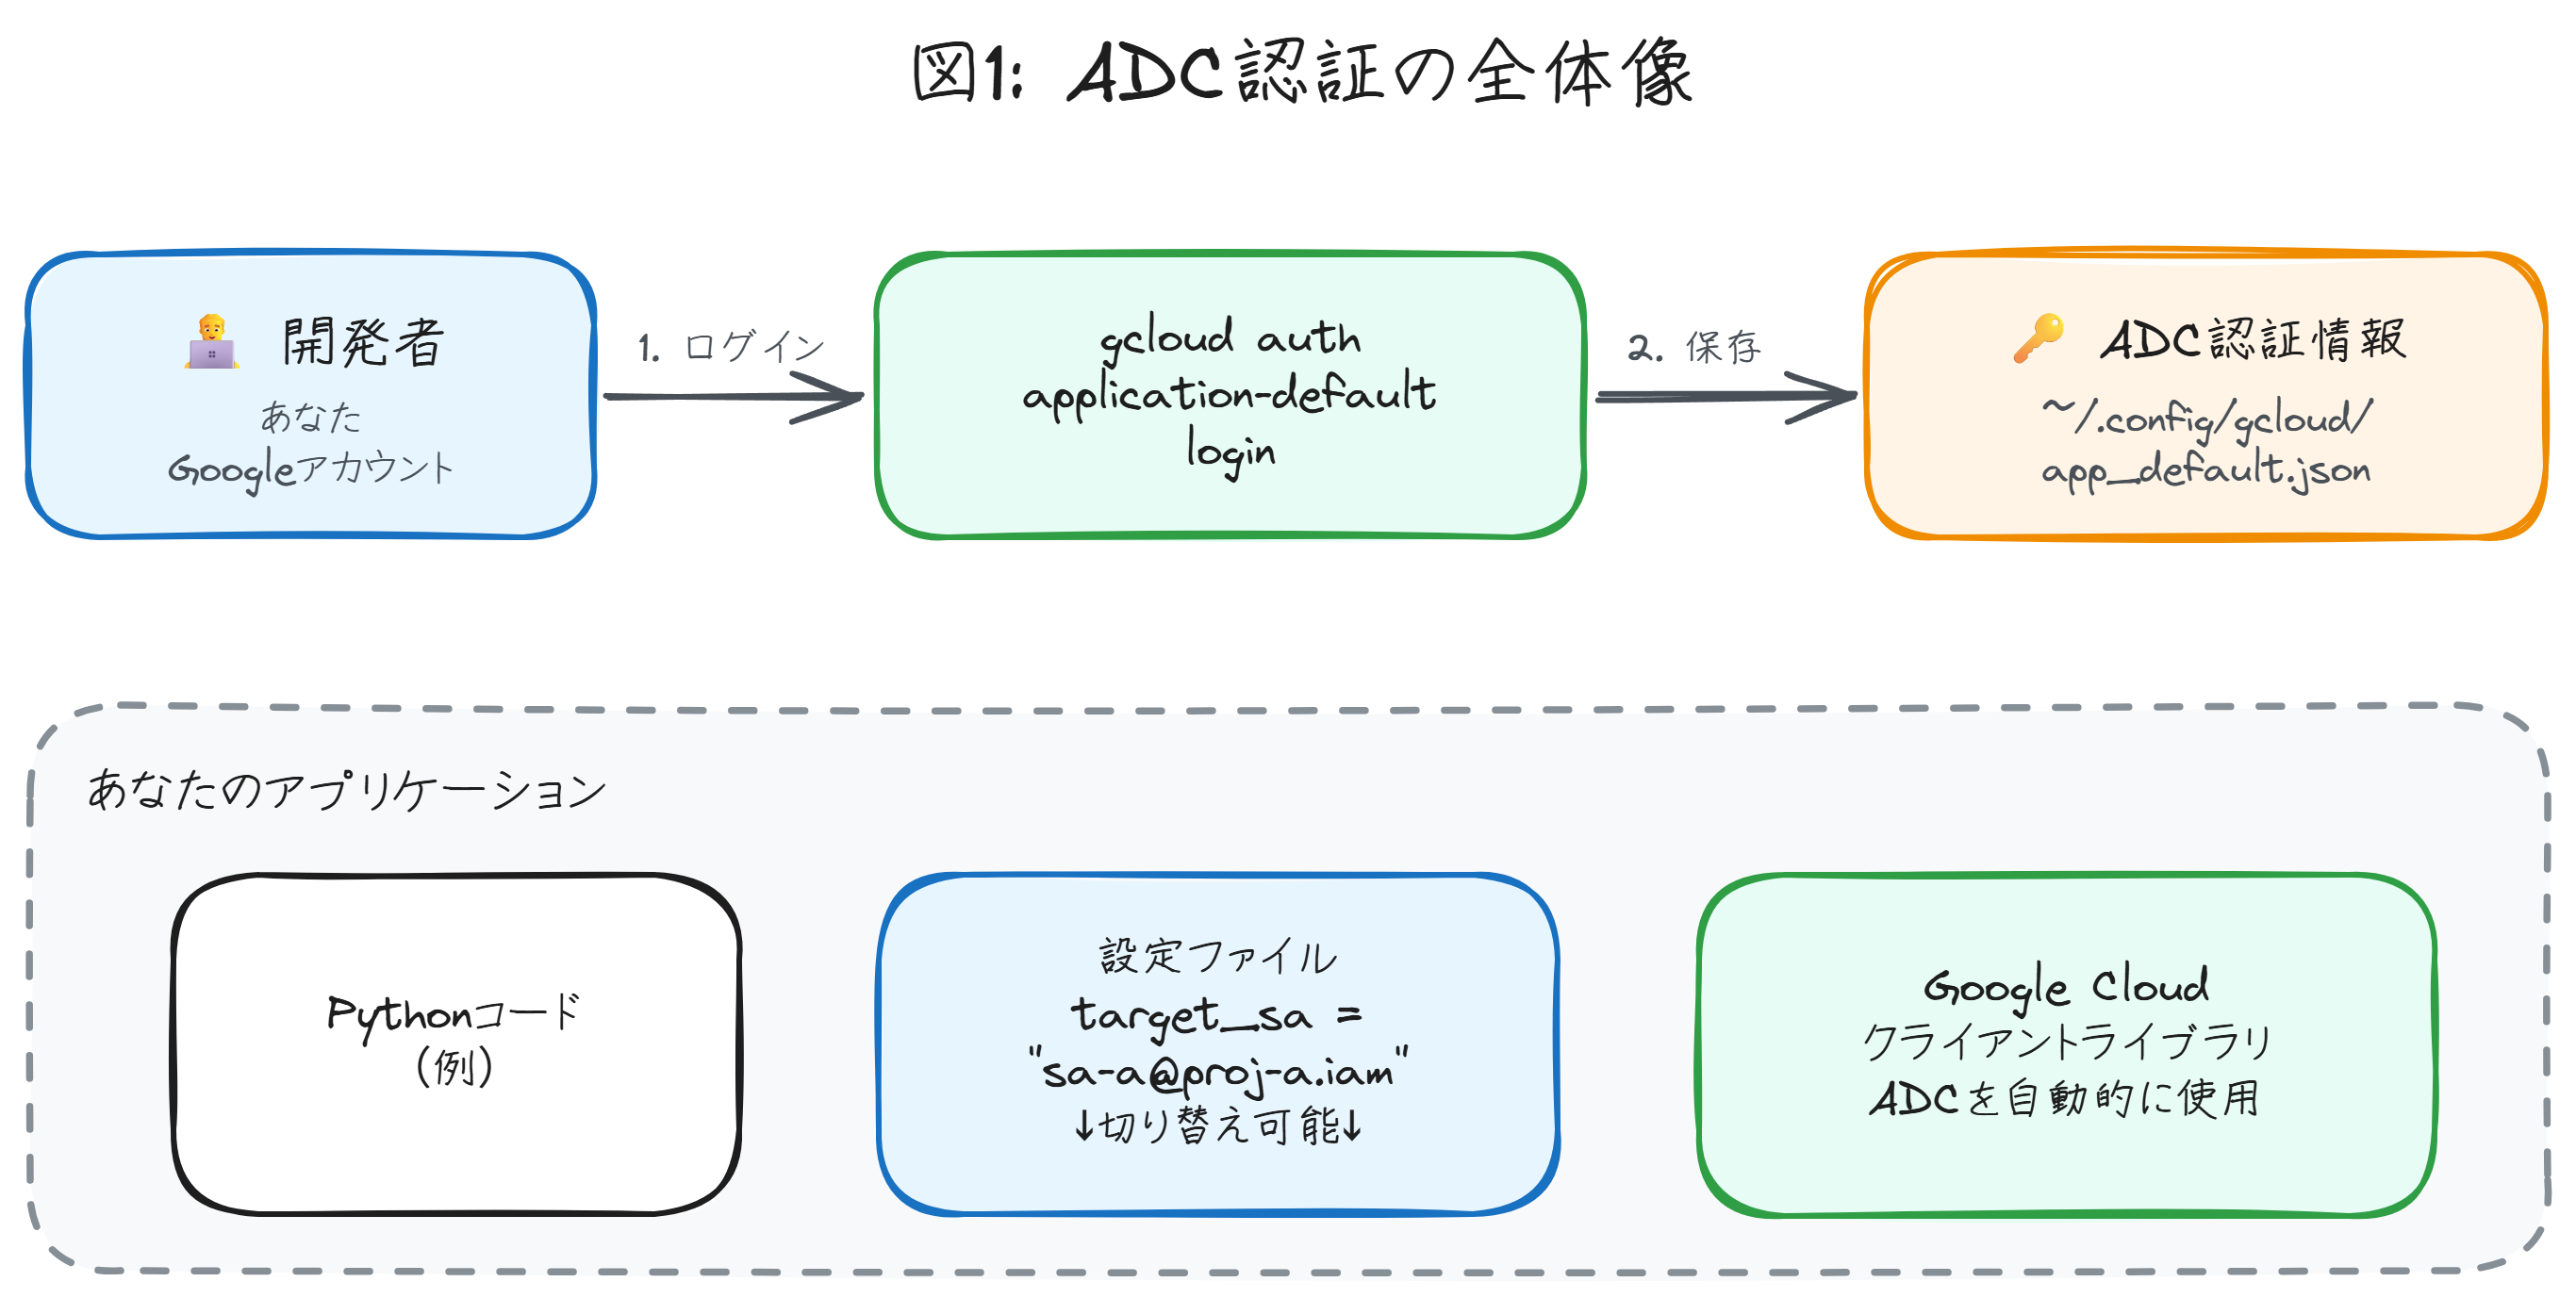 図1: ADC認証の全体像
開発者
あなた
Googleアカウント
1. ログイン
gcloud auth
application-default
login
2. 保存
ADC認証情報
~/.config/gcloud/
app_default.json
あなたのアプリケーション
Pythonコード
(例)
設定ファイル
target_sa =
"sa-a@proj-a.iam"
↓切り替え可能↓
Google Cloud
クライアントライブラリ
ADCを自動的に使用